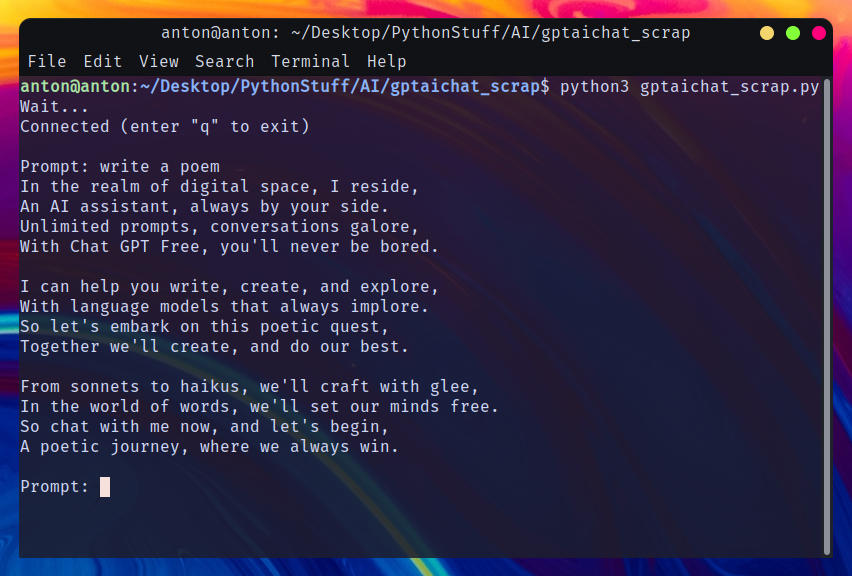 anton@anton: ~/Desktop/PythonStuff/AI/gptaichat_scrap
File Edit View Search Terminal Help
anton@anton:~/Desktop/PythonStuff/AI/gptaichat_scrap$ python3 gptaichat_scrap.py
Wait...
Connected (enter "q" to exit)
Prompt: write a poem
In the realm of digital space, I reside,
An AI assistant, always by your side.
Unlimited prompts, conversations galore,
With Chat GPT Free, you'll never be bored.
I can help you write, create, and explore,
With language models that always implore.
So let's embark on this poetic quest,
Together we'll create, and do our best.
From sonnets to haikus, we'll craft with glee,
In the world of words, we'll set our minds free.
So chat with me now, and let's begin,
A poetic journey, where we always win.
Prompt: